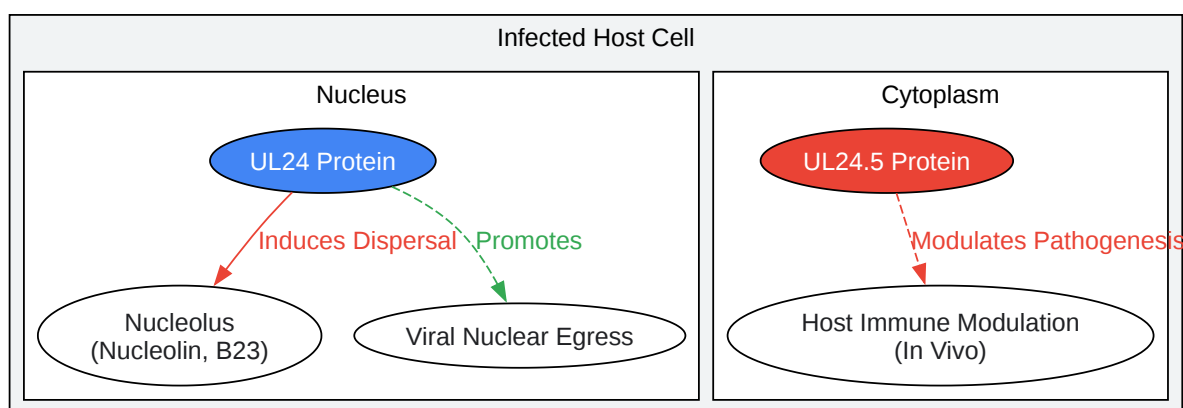 Infected Host Cell
Nucleus
Cytoplasm
UL24 Protein
UL24.5 Protein
Induces Dispersal
Promotes
Modulates Pathogenesis
Nucleolus
(Nucleolin, B23)
Viral Nuclear Egress
Host Immune Modulation
(In Vivo)